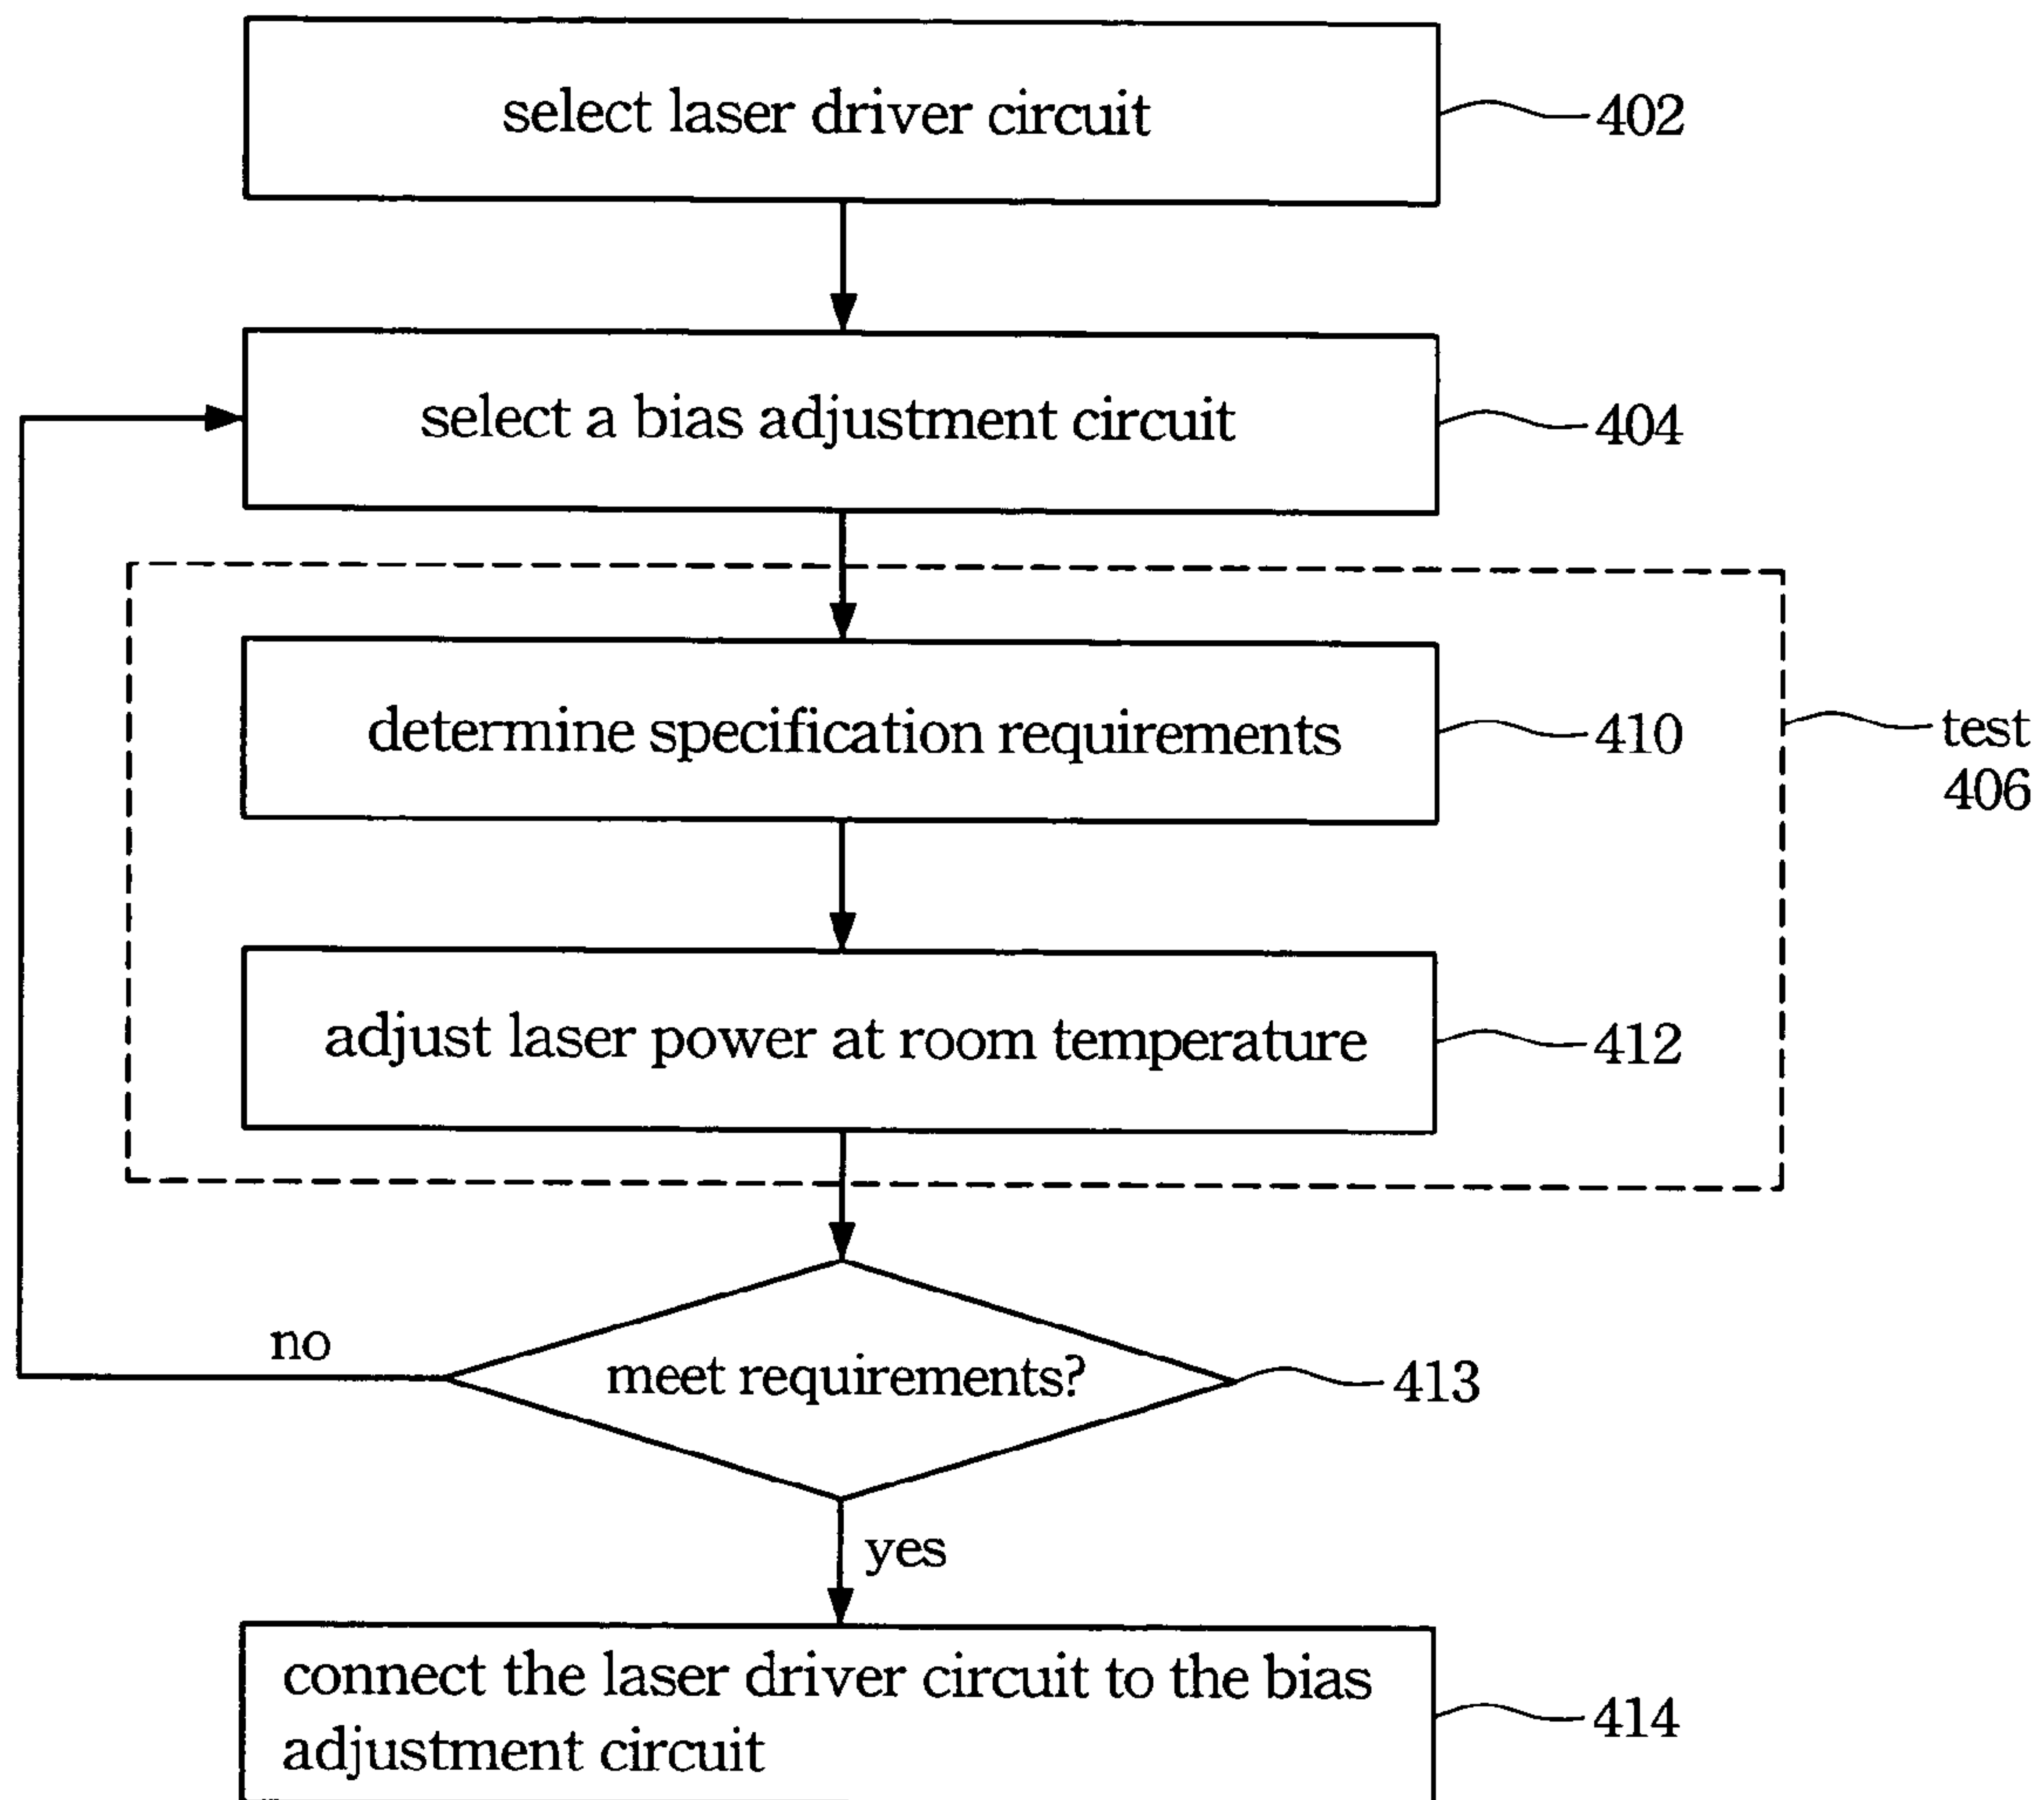 select laser driver circuit
402
select a bias adjustment circuit
404
determine specification requirements
410
test
406
adjust laser power at room temperature
412
no
meet requirements?
413
yes
connect the laser driver circuit to the bias
adjustment circuit
414